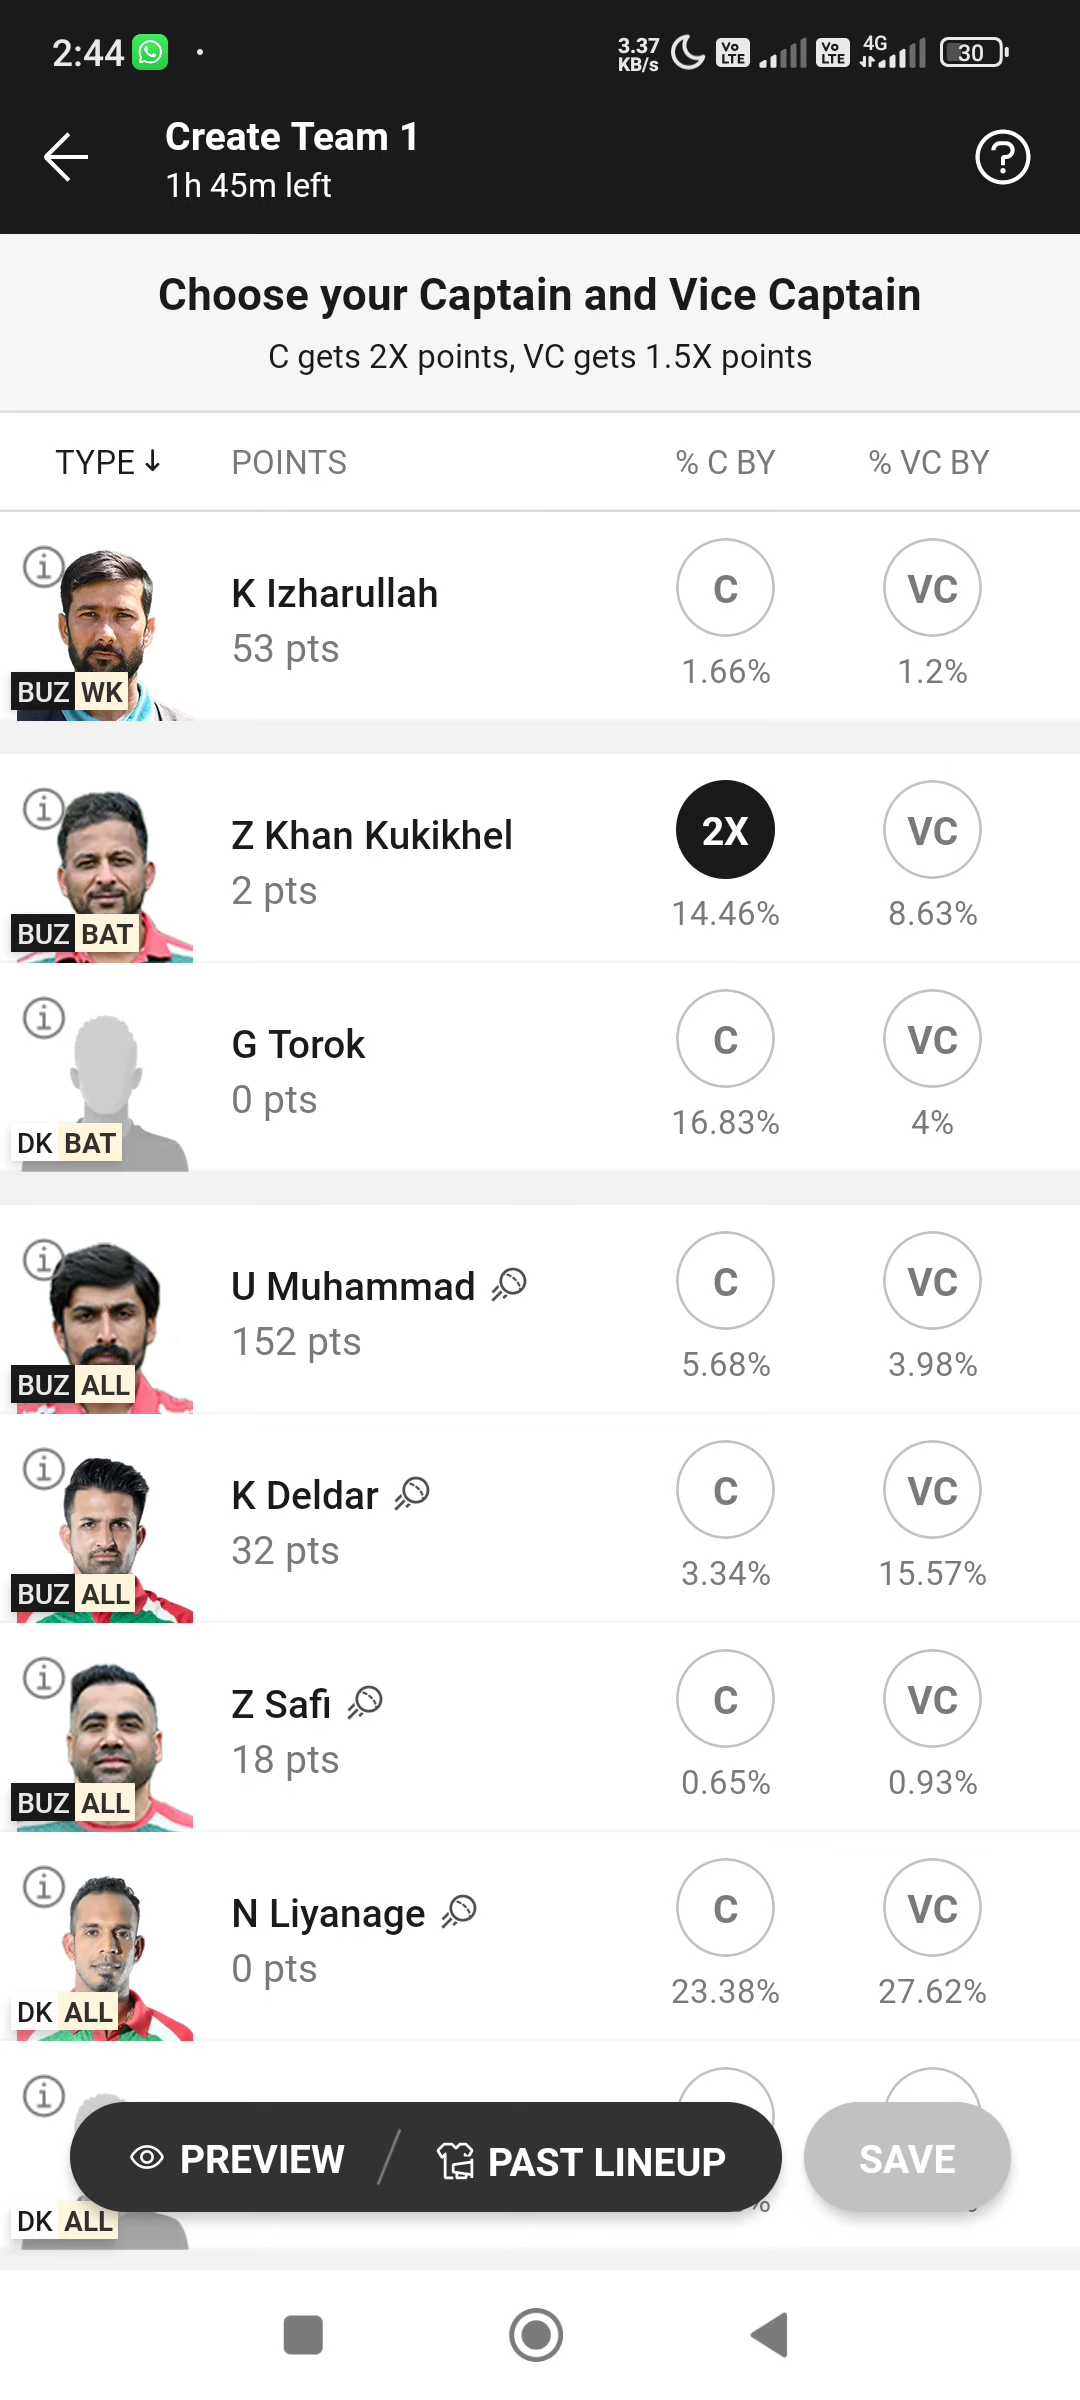 2:44
3.37 KB/s
Vo LTE
Vo LTE
4G
30
Create Team 1
1h 45m left
Choose your Captain and Vice Captain
C gets 2X points, VC gets 1.5X points
TYPE ↓ POINTS % C BY % VC BY
K Izharullah
53 pts
BUZ WK
C
1.66%
VC
1.2%
Z Khan Kukikhel
2 pts
BUZ BAT
2X
14.46%
VC
8.63%
G Torok
0 pts
DK BAT
C
16.83%
VC
4%
U Muhammad
152 pts
BUZ ALL
C
5.68%
VC
3.98%
K Deldar
32 pts
BUZ ALL
C
3.34%
VC
15.57%
Z Safi
18 pts
BUZ ALL
C
0.65%
VC
0.93%
N Liyanage
0 pts
DK ALL
C
23.38%
VC
27.62%
PREVIEW
PAST LINEUP
SAVE
DK ALL